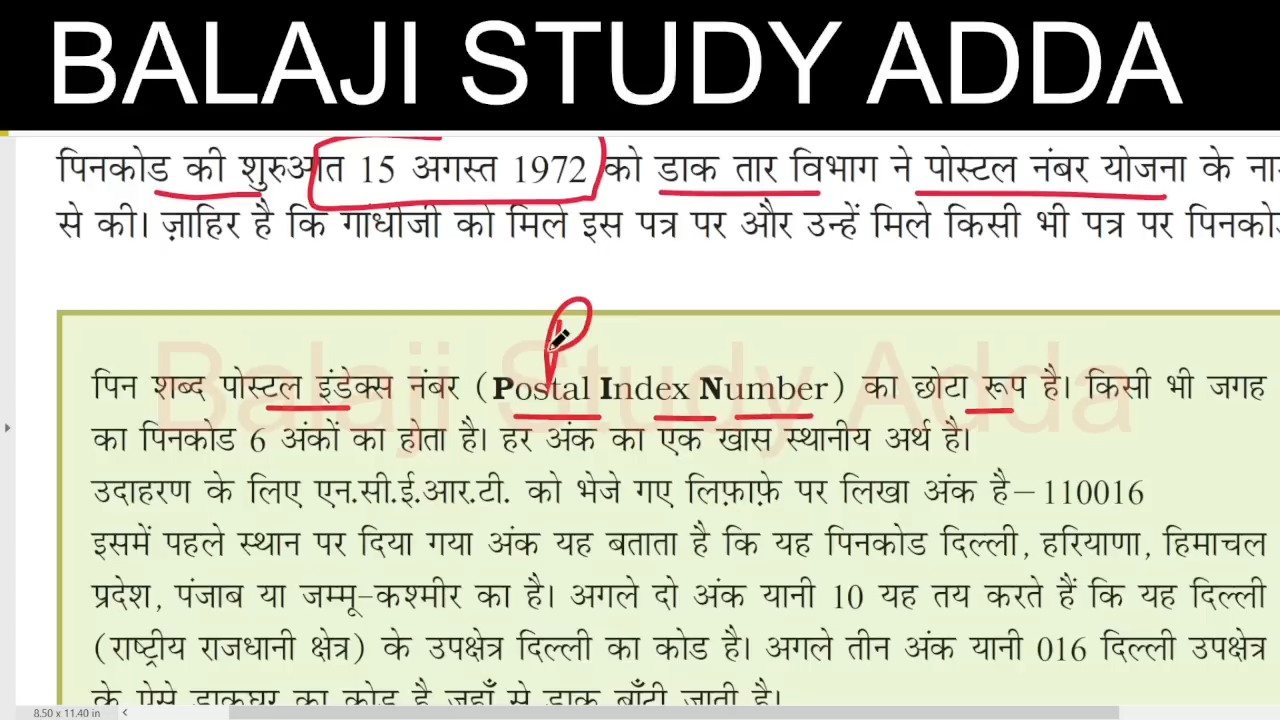 BALAJI STUDY ADDA
पिनकोड की शुरुआत 15 अगस्त 1972 को डाक तार विभाग ने पोस्टल नंबर योजना के
से की। ज़ाहिर है कि गांधीजी को मिले इस पत्र पर और उन्हें मिले किसी भी पत्र पर
Balaji Study Adda
पिन शब्द पोस्टल इंडेक्स नंबर (Postal Index Number) का छोटा रूप है। किसी भी जगह
का पिनकोड 6 अंकों का होता है। हर अंक का एक खास स्थानीय अर्थ है।
उदाहरण के लिए एन.सी.ई.आर.टी. को भेजे गए लिफ़ाफ़े पर लिखा अंक है–110016
इसमें पहले स्थान पर दिया गया अंक यह बताता है कि यह पिनकोड दिल्ली, हरियाणा, हिमाचल
प्रदेश, पंजाब या जम्मू-कश्मीर का है। अगले दो अंक यानी 10 यह तय करते हैं कि यह दिल्ली
(राष्ट्रीय राजधानी क्षेत्र) के उपक्षेत्र दिल्ली का कोड है। अगले तीन अंक यानी 016 दिल्ली उपक्षेत्र
के ऐसे डाकघर का कोड है जहाँ से डाक बाँटी जाती है।
8.50 x 11.40 in